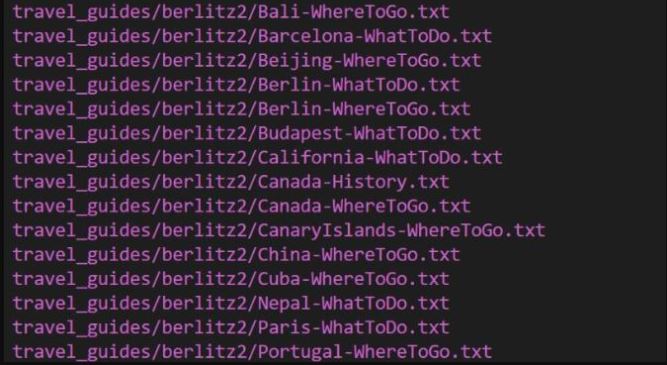 travel_guides/berlitz2/Bali-WhereToGo.txt
travel_guides/berlitz2/Barcelona-WhatToDo.txt
travel_guides/berlitz2/Beijing-WhereToGo.txt
travel_guides/berlitz2/Berlin-WhatToDo.txt
travel_guides/berlitz2/Berlin-WhereToGo.txt
travel_guides/berlitz2/Budapest-WhatToDo.txt
travel_guides/berlitz2/California-WhatToDo.txt
travel_guides/berlitz2/Canada-History.txt
travel_guides/berlitz2/Canada-WhereToGo.txt
travel_guides/berlitz2/CanaryIslands-WhereToGo.txt
travel_guides/berlitz2/China-WhereToGo.txt
travel_guides/berlitz2/Cuba-WhereToGo.txt
travel_guides/berlitz2/Nepal-WhatToDo.txt
travel_guides/berlitz2/Paris-WhatToDo.txt
travel_guides/berlitz2/Portugal-WhereToGo.txt